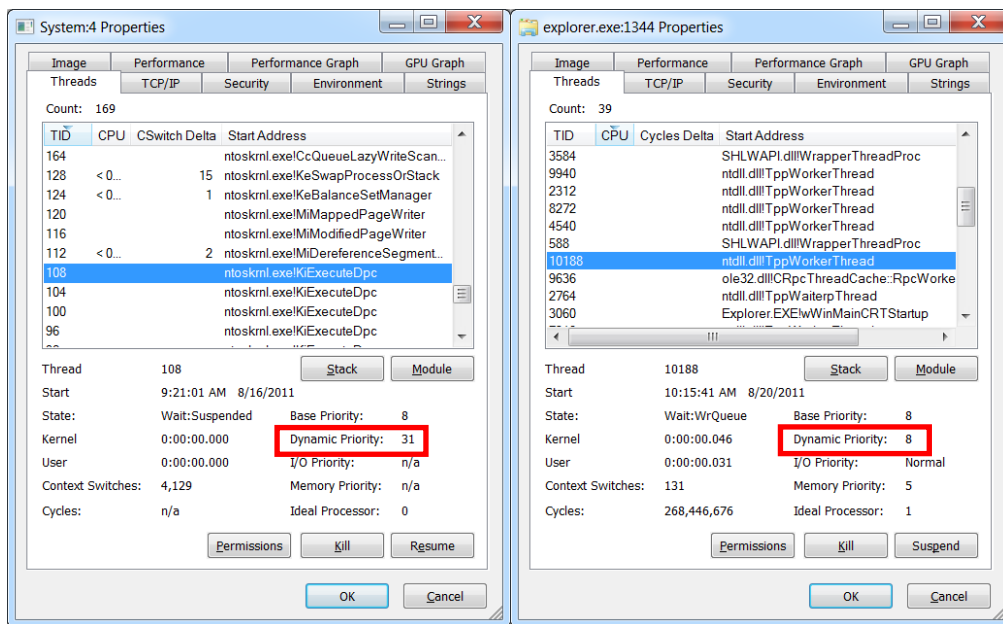 System:4 Properties
Image Performance Performance Graph GPU Graph
Threads TCP/IP Security Environment Strings
Count: 169
TID CPU CSwitch Delta Start Address
164 ntoskrnl.exe!CcQueueLazyWriteScan...
128 < 0... 15 ntoskrnl.exe!KeSwapProcessOrStack
124 < 0... 1 ntoskrnl.exe!KeBalanceSetManager
120 ntoskrnl.exe!MiMappedPageWriter
116 ntoskrnl.exe!MiModifiedPageWriter
112 < 0... 2 ntoskrnl.exe!MiDereferenceSegment...
108 ntoskrnl.exe!KiExecuteDpc
104 ntoskrnl.exe!KiExecuteDpc
100 ntoskrnl.exe!KiExecuteDpc
96 ntoskrnl.exe!KiExecuteDpc
Thread 108 Stack Module
Start 9:21:01 AM 8/16/2011
State: Wait:Suspended Base Priority: 8
Kernel 0:00:00.000 Dynamic Priority: 31
User 0:00:00.000 I/O Priority: n/a
Context Switches: 4,129 Memory Priority: n/a
Cycles: n/a Ideal Processor: 0
Permissions Kill Resume
OK Cancel
explorer.exe:1344 Properties
Image Performance Performance Graph GPU Graph
Threads TCP/IP Security Environment Strings
Count: 39
TID CPU Cycles Delta Start Address
3584 SHLWAPI.dll!WrapperThreadProc
9940 ntdll.dll!TppWorkerThread
2312 ntdll.dll!TppWorkerThread
8272 ntdll.dll!TppWorkerThread
4540 ntdll.dll!TppWorkerThread
588 SHLWAPI.dll!WrapperThreadProc
10188 ntdll.dll!TppWorkerThread
9636 ole32.dll!CRpcThreadCache::RpcWorke
2764 ntdll.dll!TppWaiterpThread
3060 Explorer.EXE!wWinMainCRTStartup
Thread 10188 Stack Module
Start 10:15:41 AM 8/20/2011
State: Wait:WrQueue Base Priority: 8
Kernel 0:00:00.046 Dynamic Priority: 8
User 0:00:00.031 I/O Priority: Normal
Context Switches: 131 Memory Priority: 5
Cycles: 268,446,676 Ideal Processor: 1
Permissions Kill Suspend
OK Cancel